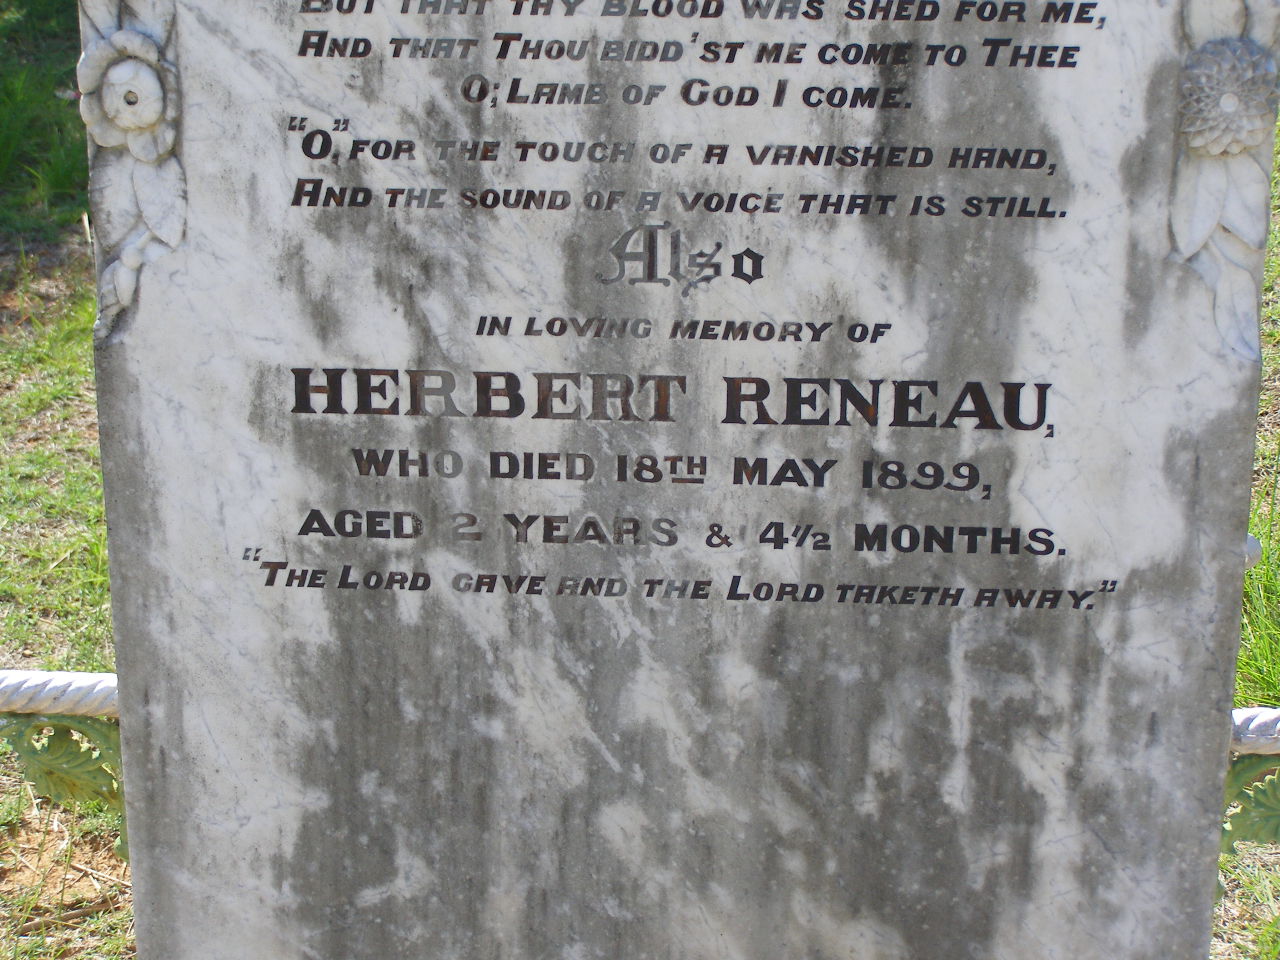 BUT THAT THY BLOOD WAS SHED FOR ME,
AND THAT THOU BIDD'ST ME COME TO THEE
O; LAMB OF GOD I COME.
"O", FOR THE TOUCH OF A VANISHED HAND,
AND THE SOUND OF A VOICE THAT IS STILL.
Also
IN LOVING MEMORY OF
HERBERT RENEAU,
WHO DIED 18TH MAY 1899,
AGED 2 YEARS & 4½ MONTHS.
"THE LORD GAVE AND THE LORD TAKETH AWAY."